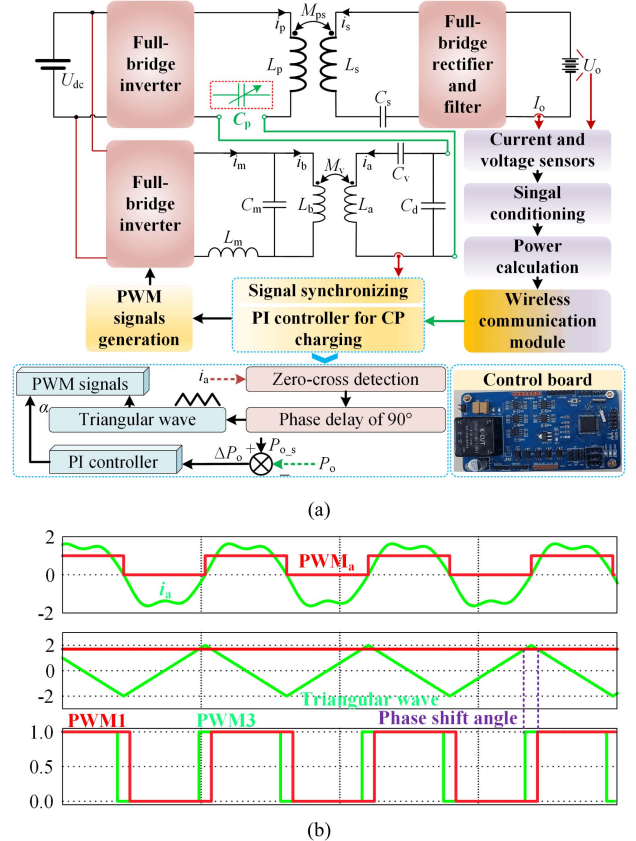 Full-bridge inverter
i_p
M_ps
i_s
Full-bridge rectifier and filter
U_dc
L_p
L_s
U_o
C_p
C_s
I_o
Full-bridge inverter
i_m
i_b
M_v
i_a
C_v
C_m
L_b
L_a
C_d
L_m
Current and voltage sensors
Singal conditioning
Power calculation
Wireless communication module
PWM signals generation
Signal synchronizing
PI controller for CP charging
PWM signals
i_a
Zero-cross detection
Control board
α
Triangular wave
Phase delay of 90°
PI controller
ΔP_o
+
P_o_s
−
P_o
(a)
2
0
-2
PWM_a
i_a
2
0
-2
Triangular wave
Phase shift angle
PWM1
PWM3
1.0
0.5
0.0
(b)